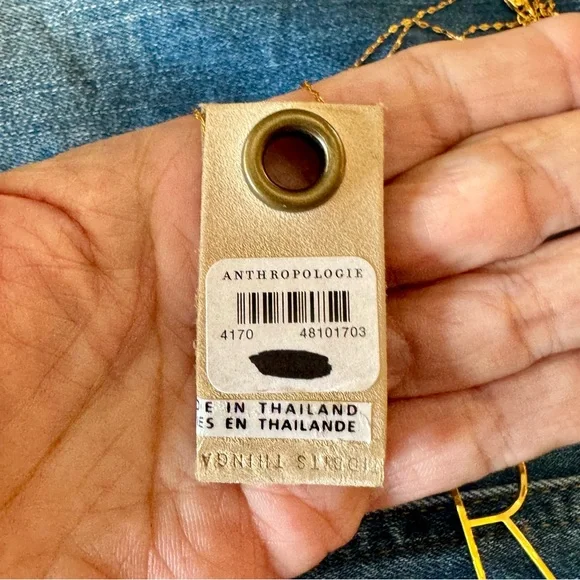 ANTHROPOLOGIE
4170 48101703
E IN THAILAND
ES EN THAILANDE